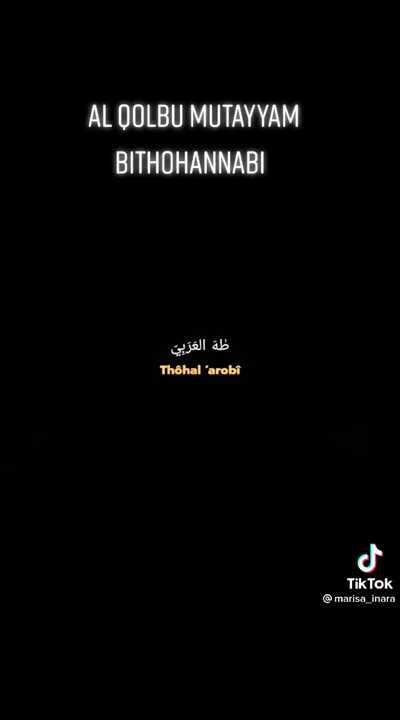 AL QOLBU MUTAYYAM
BITHOHANNABI
طٰهَ العَرَبِيّ
Thôhal ‘arobî
TikTok
@marisa_inara